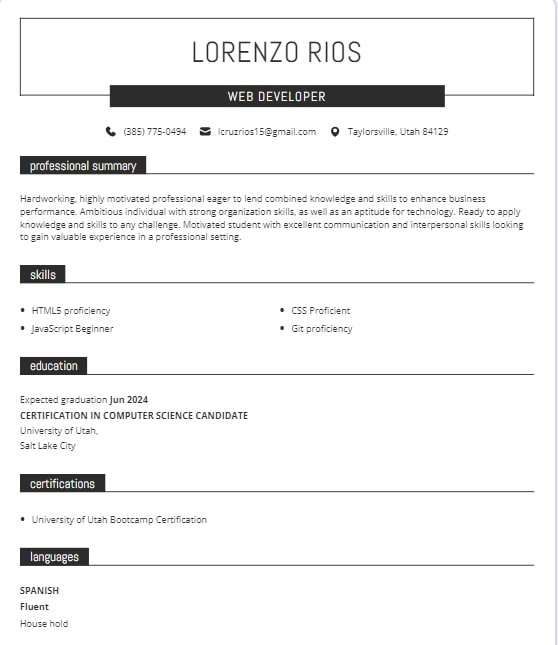 LORENZO RIOS
WEB DEVELOPER
(385) 775-0494 lcruzrios15@gmail.com Taylorsville, Utah 84129
professional summary
Hardworking, highly motivated professional eager to lend combined knowledge and skills to enhance business
performance. Ambitious individual with strong organization skills, as well as an aptitude for technology. Ready to apply
knowledge and skills to any challenge. Motivated student with excellent communication and interpersonal skills looking
to gain valuable experience in a professional setting.
skills
• HTML5 proficiency • CSS Proficient
• JavaScript Beginner • Git proficiency
education
Expected graduation Jun 2024
CERTIFICATION IN COMPUTER SCIENCE CANDIDATE
University of Utah,
Salt Lake City
certifications
• University of Utah Bootcamp Certification
languages
SPANISH
Fluent
House hold